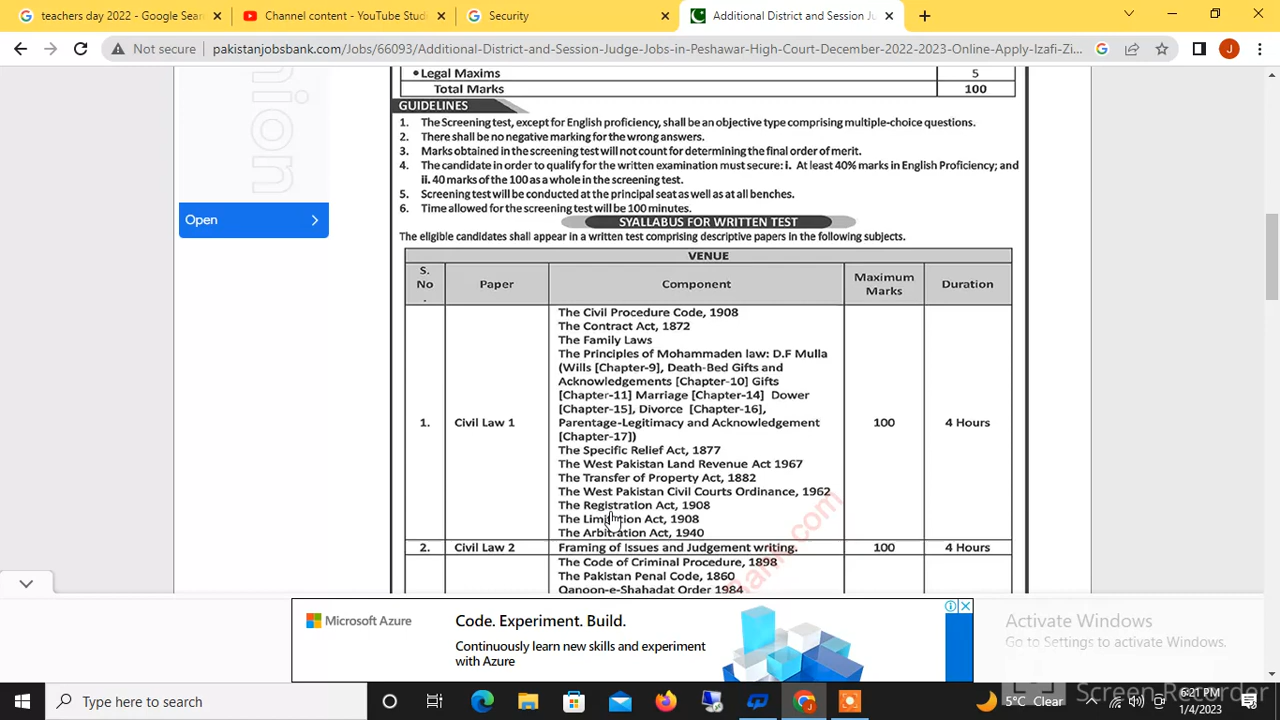 teachers day 2022 - Google Sear
Channel content - YouTube Stud
Security
Additional District and Session Ju
Not secure
pakistanjobsbank.com/Jobs/66093/Additional-District-and-Session-Judge-Jobs-in-Peshawar-High-Court-December-2022-2023-Online-Apply-Izafi-Zi...
J
nion
Open
• Legal Maxims 5
Total Marks 100
GUIDELINES
1. The Screening test, except for English proficiency, shall be an objective type comprising multiple-choice questions.
2. There shall be no negative marking for the wrong answers.
3. Marks obtained in the screening test will not count for determining the final order of merit.
4. The candidate in order to qualify for the written examination must secure: i. At least 40% marks in English Proficiency; and
ii. 40 marks of the 100 as a whole in the screening test.
5. Screening test will be conducted at the principal seat as well as at all benches.
6. Time allowed for the screening test will be 100 minutes.
SYALLABUS FOR WRITTEN TEST
The eligible candidates shall appear in a written test comprising descriptive papers in the following subjects.
VENUE
S. No . Paper Component Maximum Marks Duration
The Civil Procedure Code, 1908
The Contract Act, 1872
The Family Laws
The Principles of Mohammaden law: D.F Mulla
(Wills [Chapter-9], Death-Bed Gifts and
Acknowledgements [Chapter-10] Gifts
[Chapter-11] Marriage [Chapter-14] Dower
[Chapter-15], Divorce [Chapter-16],
1. Civil Law 1 Parentage-Legitimacy and Acknowledgement 100 4 Hours
[Chapter-17])
The Specific Relief Act, 1877
The West Pakistan Land Revenue Act 1967
The Transfer of Property Act, 1882
The West Pakistan Civil Courts Ordinance, 1962
The Registration Act, 1908
The Limitation Act, 1908
The Arbitration Act, 1940
2. Civil Law 2 Framing of Issues and Judgement writing. 100 4 Hours
The Code of Criminal Procedure, 1898
The Pakistan Penal Code, 1860
Qanoon-e-Shahadat Order 1984
Microsoft Azure
Code. Experiment. Build.
Continuously learn new skills and experiment
with Azure
Activate Windows
Go to Settings to activate Windows.
Screen Recorder
Type here to search
5°C Clear
6:21 PM
1/4/2023